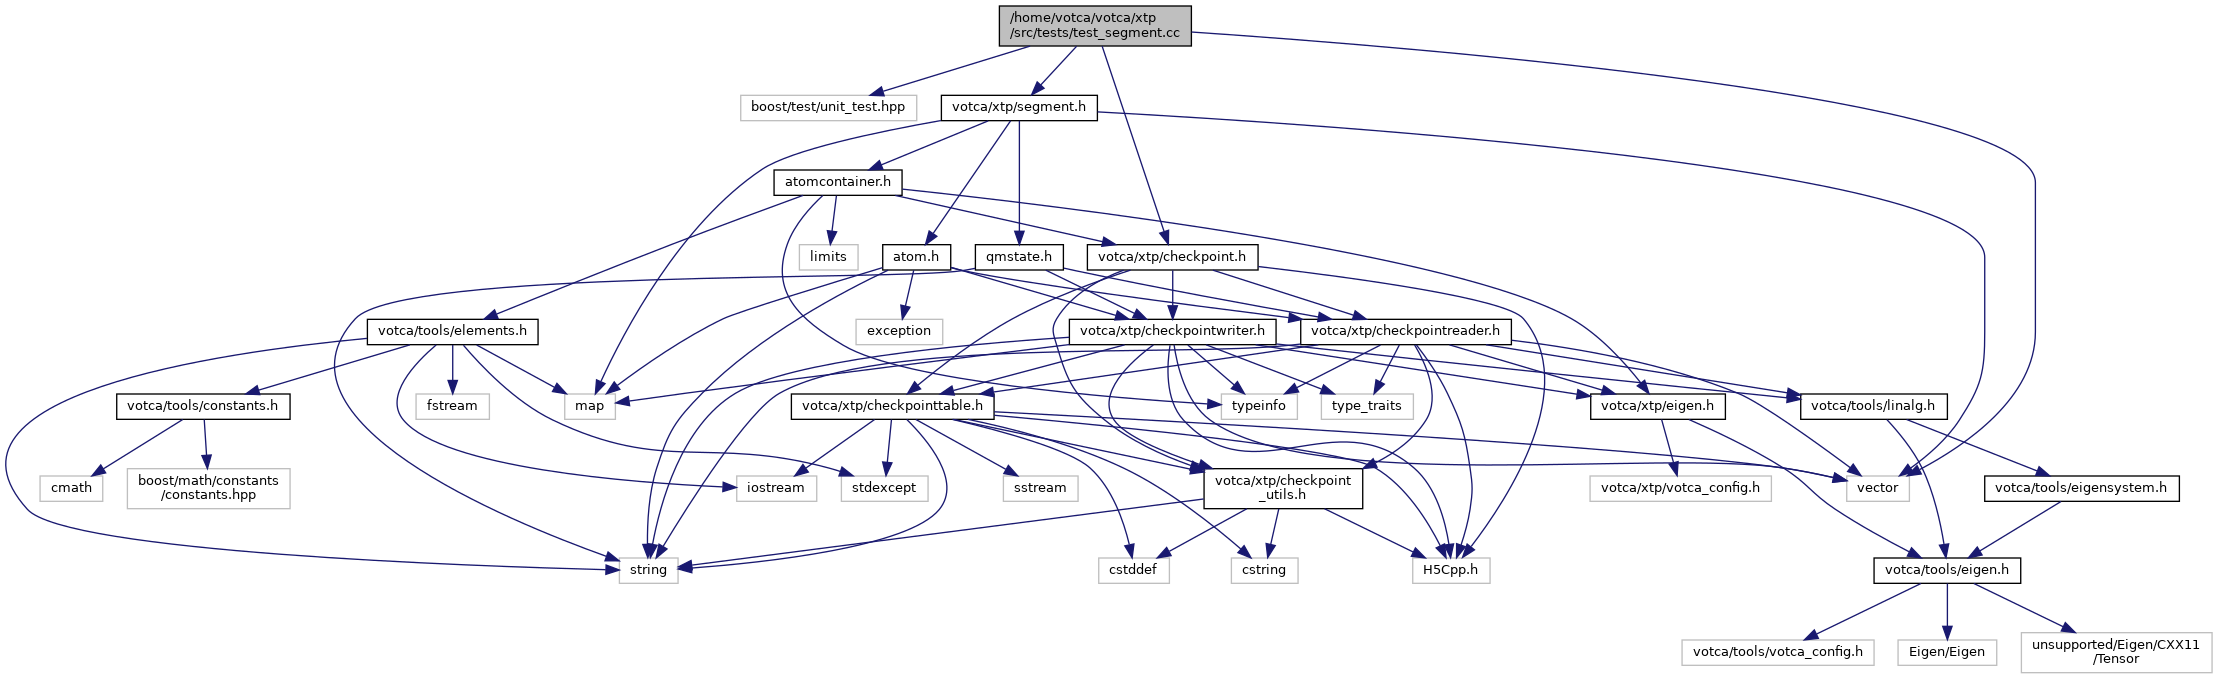 /home/votca/votca/xtp
/src/tests/test_segment.cc
boost/test/unit_test.hpp
votca/xtp/segment.h
atomcontainer.h
limits
atom.h
qmstate.h
votca/xtp/checkpoint.h
votca/tools/elements.h
exception
votca/xtp/checkpointwriter.h
votca/xtp/checkpointreader.h
votca/tools/constants.h
fstream
map
votca/xtp/checkpointtable.h
typeinfo
type_traits
votca/xtp/eigen.h
votca/tools/linalg.h
cmath
boost/math/constants
/constants.hpp
iostream
stdexcept
sstream
votca/xtp/checkpoint
_utils.h
votca/xtp/votca_config.h
vector
votca/tools/eigensystem.h
string
cstddef
cstring
H5Cpp.h
votca/tools/eigen.h
votca/tools/votca_config.h
Eigen/Eigen
unsupported/Eigen/CXX11
/Tensor